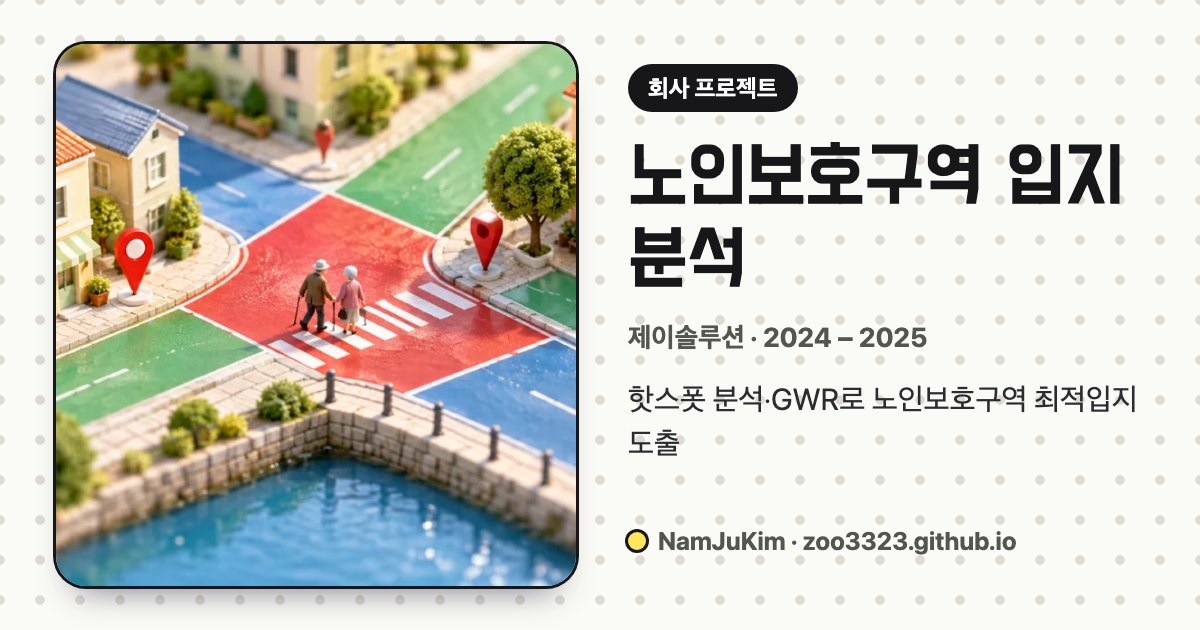 회사 프로젝트
노인보호구역 입지
분석
제이솔루션 · 2024 – 2025
핫스폿 분석·GWR로 노인보호구역 최적입지
도출
NamJuKim · zoo3323.github.io